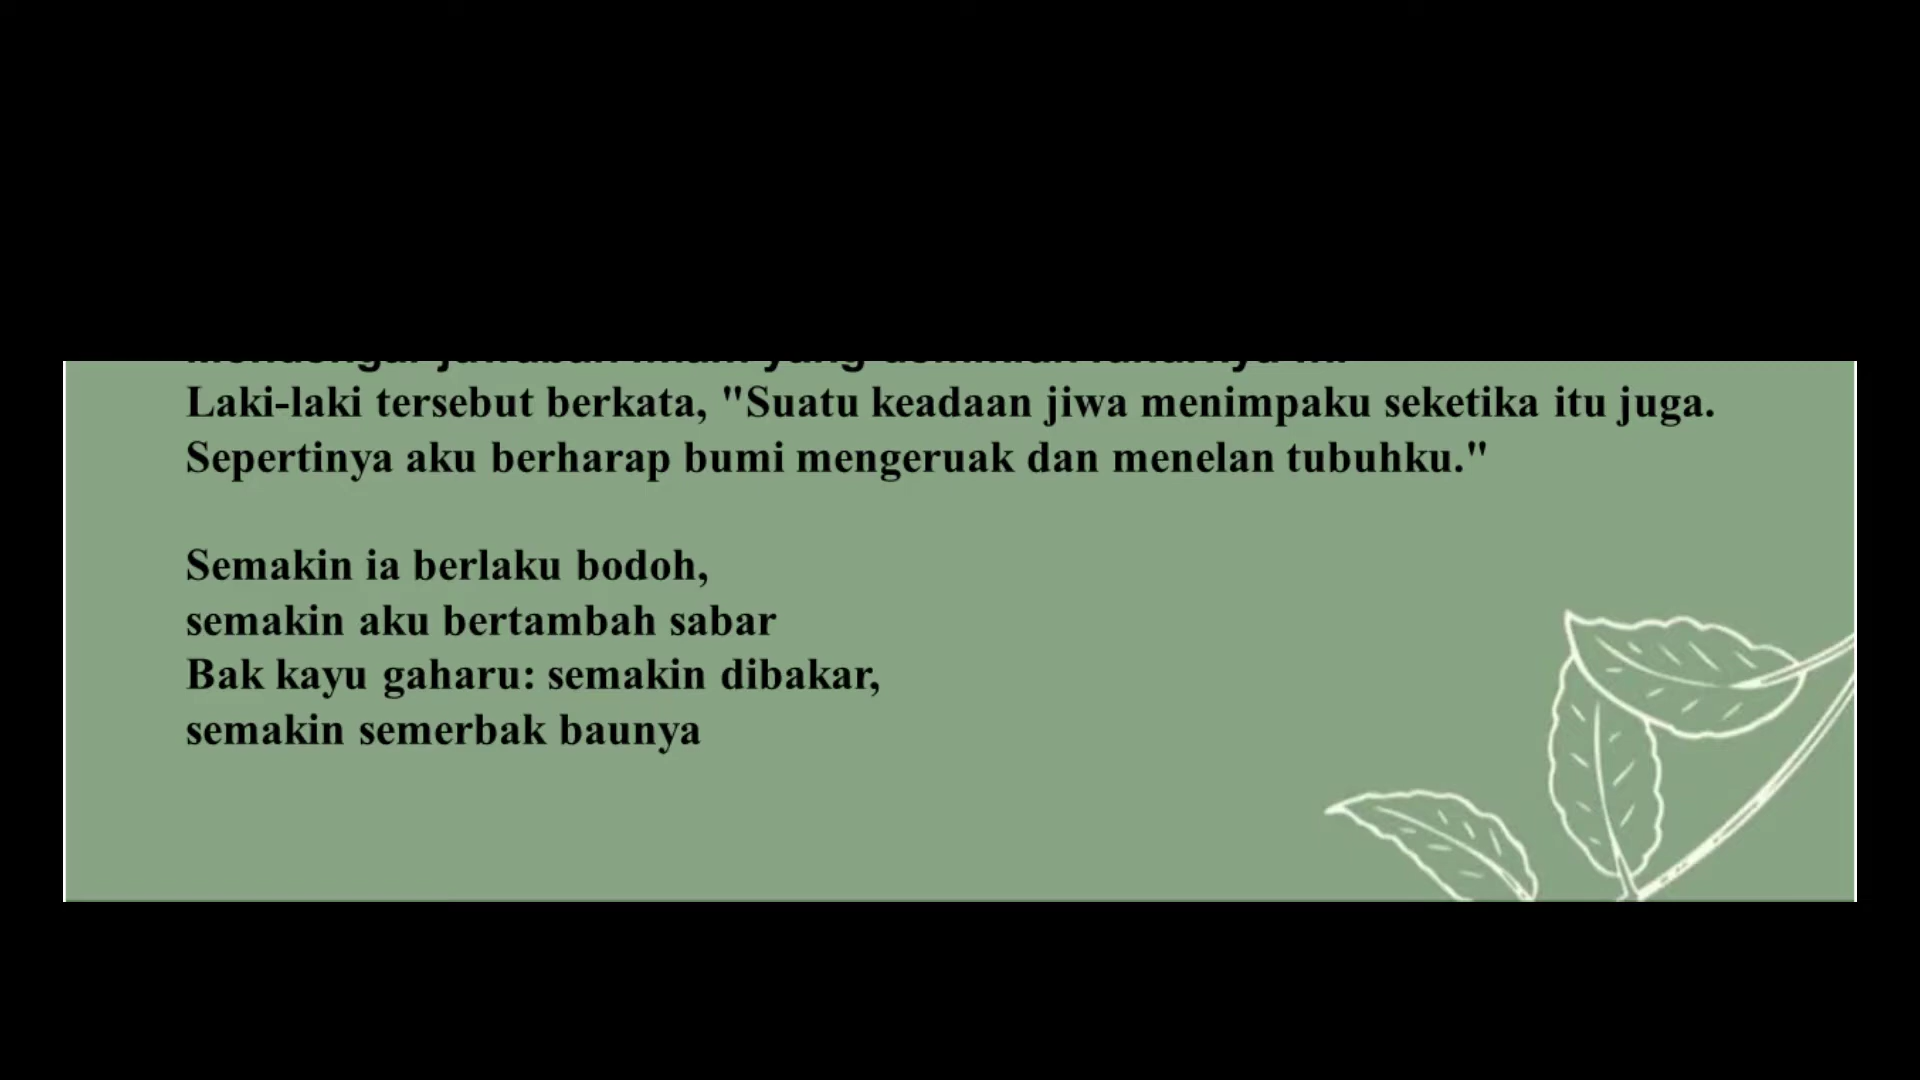 Laki-laki tersebut berkata, "Suatu keadaan jiwa menimpaku seketika itu juga.
Sepertinya aku berharap bumi mengeruak dan menelan tubuhku."
Semakin ia berlaku bodoh,
semakin aku bertambah sabar
Bak kayu gaharu: semakin dibakar,
semakin semerbak baunya